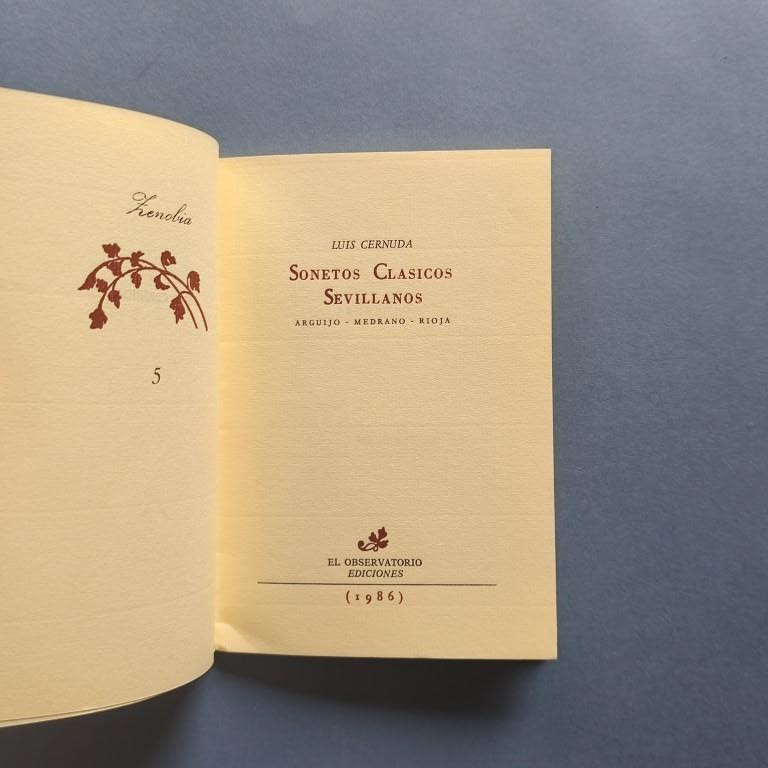 Zenobia
5
LUIS CERNUDA
SONETOS CLASICOS
SEVILLANOS
ARGUIJO - MEDRANO - RIOJA
EL OBSERVATORIO
EDICIONES
(1986)